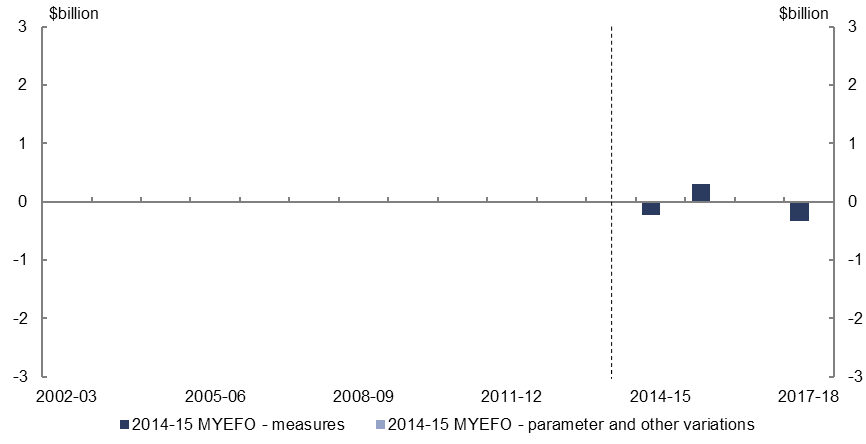 $billion $billion
3 3
2 2
1 1
0 0
-1 -1
-2 -2
-3 -3
2002-03 2005-06 2008-09 2011-12 2014-15 2017-18
2014-15 MYEFO - measures 2014-15 MYEFO - parameter and other variations